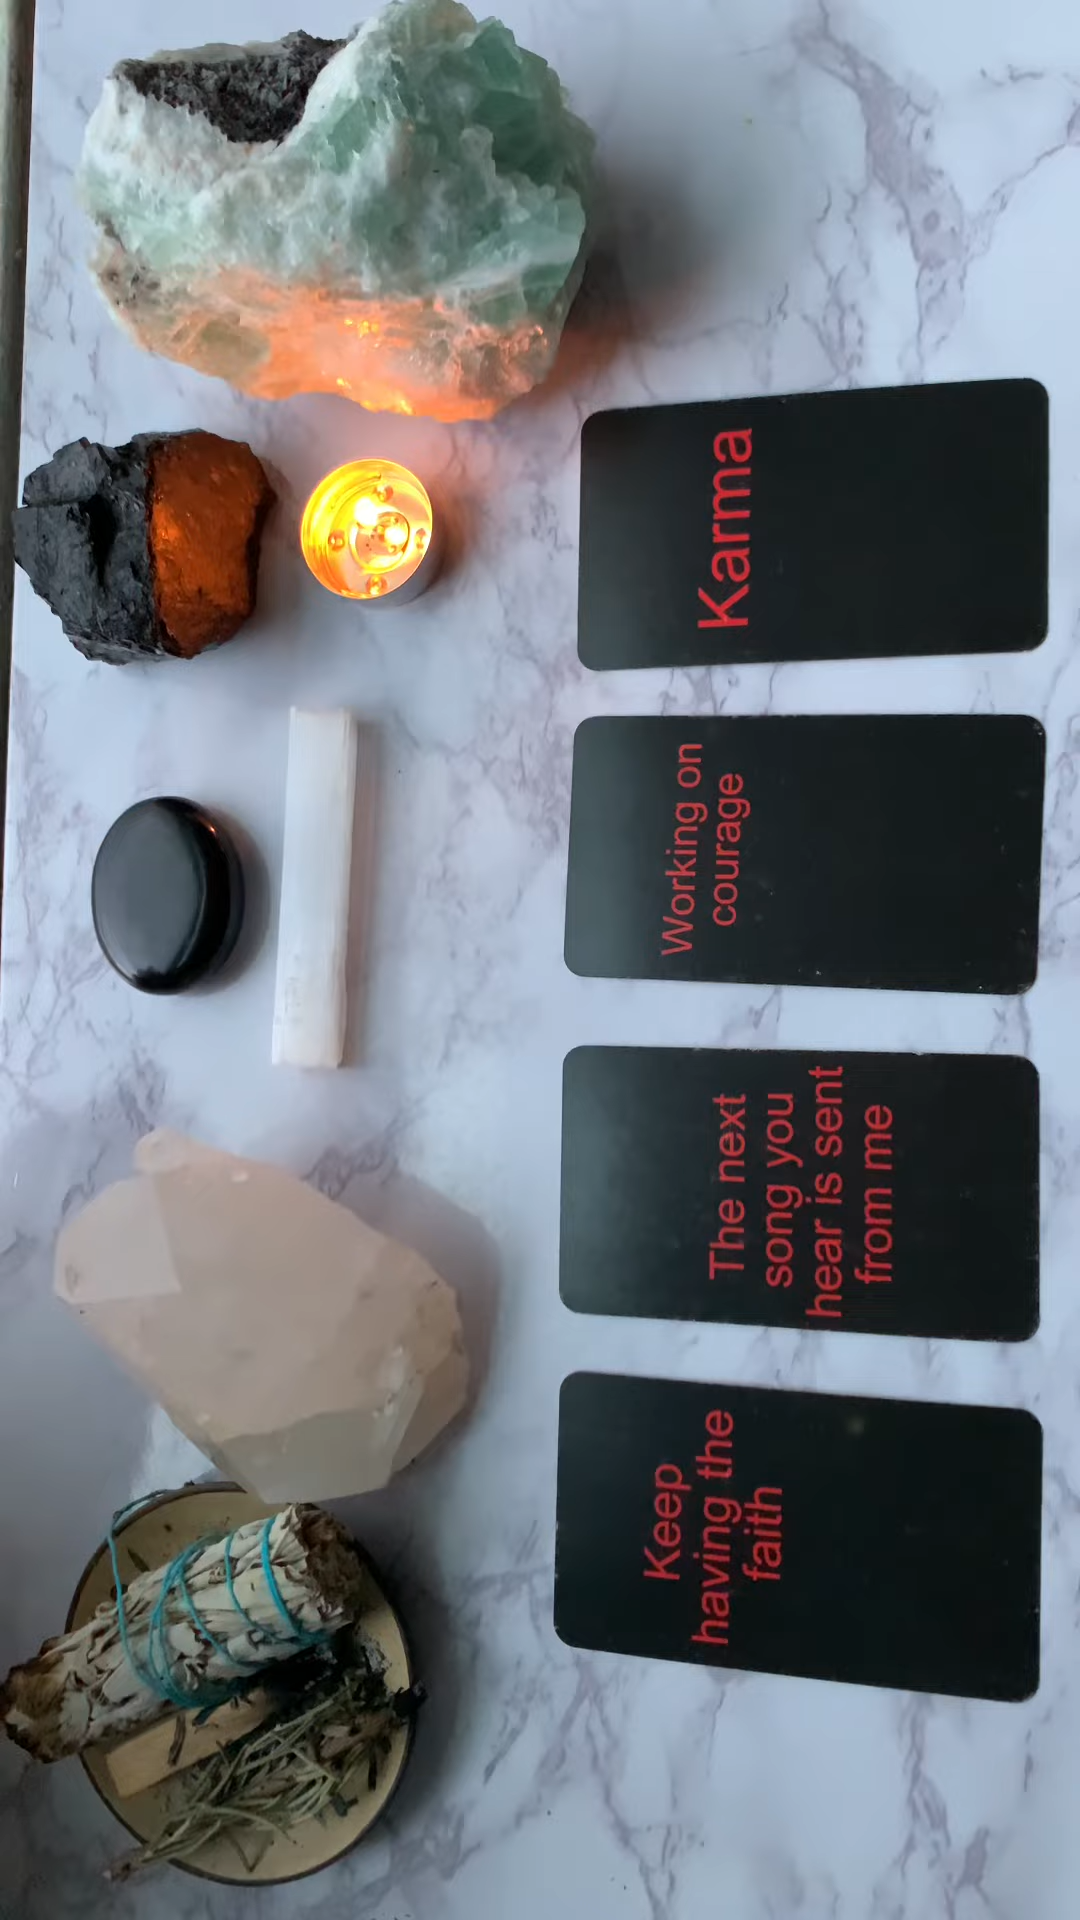 Keep
having the
faith
The next
song you
hear is sent
from me
Working on
courage
Karma